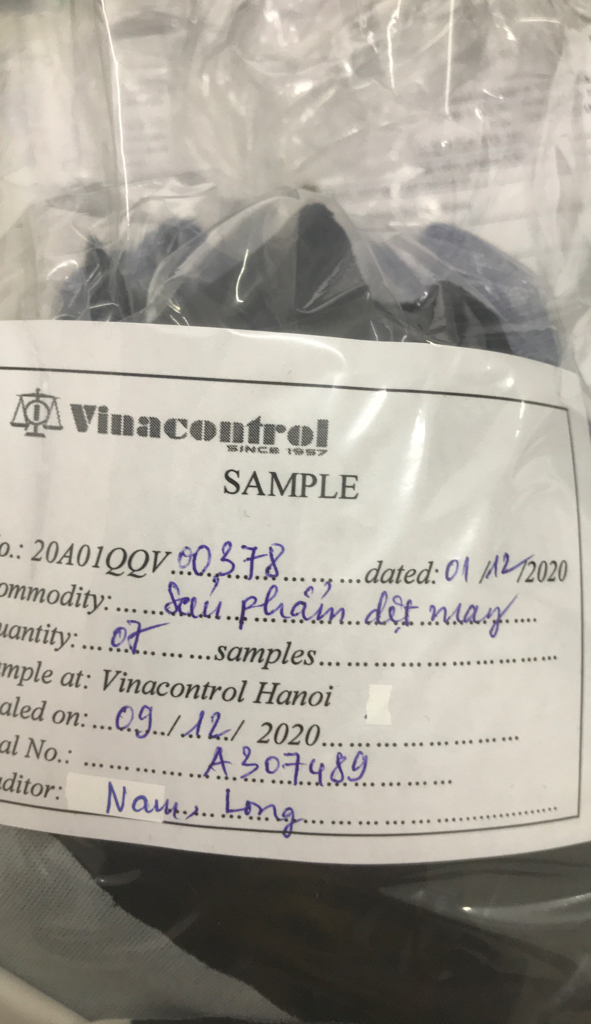 Vinacontrol
SINCE 1957
SAMPLE
o.: 20A01QQV 00378 dated: 01/12/2020
ommodity: Sản phẩm dệt may
uantity: 07 samples
mple at: Vinacontrol Hanoi
aled on: 09/12/ 2020
al No.: A307489
ditor: Nam, Long